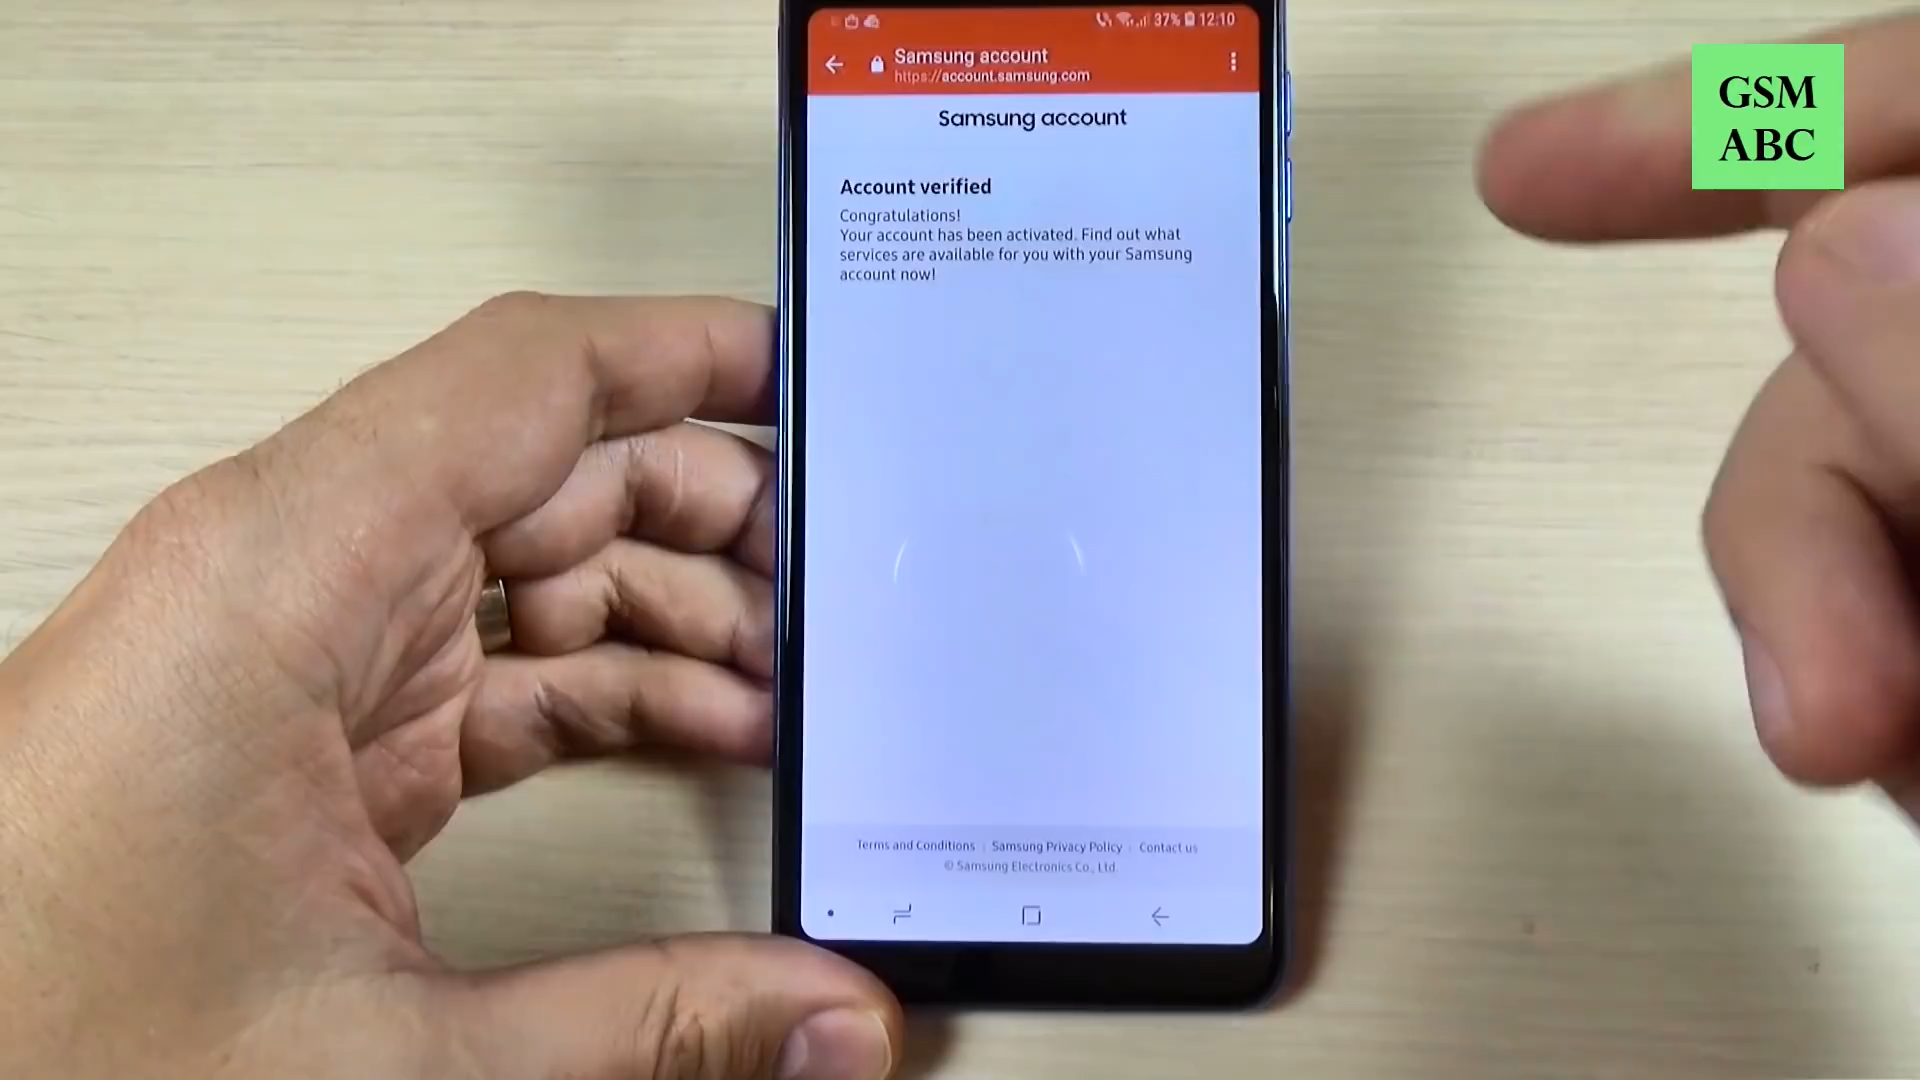 37% 12:10
Samsung account
https://account.samsung.com
Samsung account
Account verified
Congratulations!
Your account has been activated. Find out what
services are available for you with your Samsung
account now!
Terms and Conditions | Samsung Privacy Policy | Contact us
© Samsung Electronics Co., Ltd.
GSM
ABC